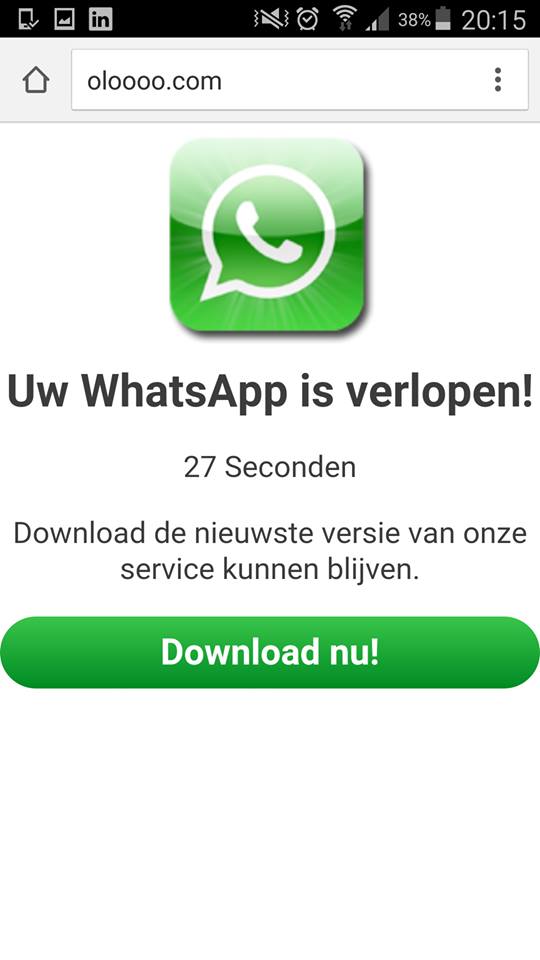 in 38% 20:15
oloooo.com
Uw WhatsApp is verlopen!
27 Seconden
Download de nieuwste versie van onze
service kunnen blijven.
Download nu!